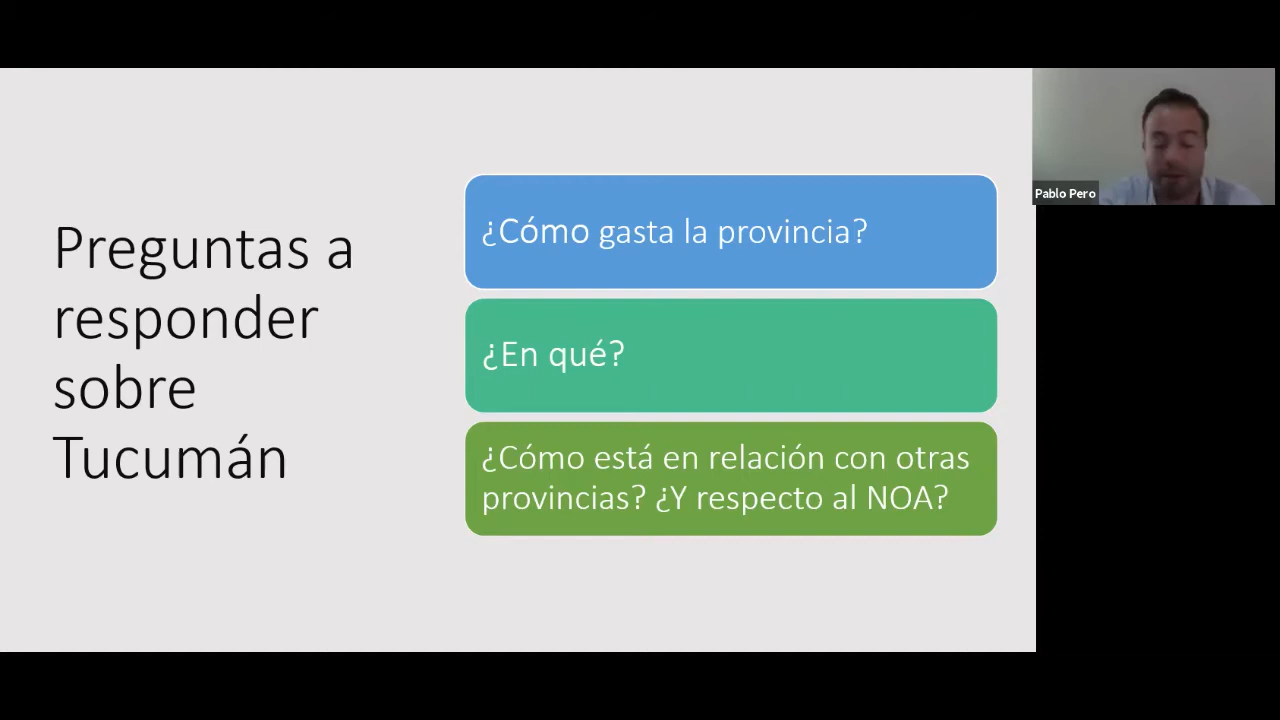 Preguntas a
responder
sobre
Tucumán
¿Cómo gasta la provincia?
¿En qué?
¿Cómo está en relación con otras
provincias? ¿Y respecto al NOA?
Pablo Pero